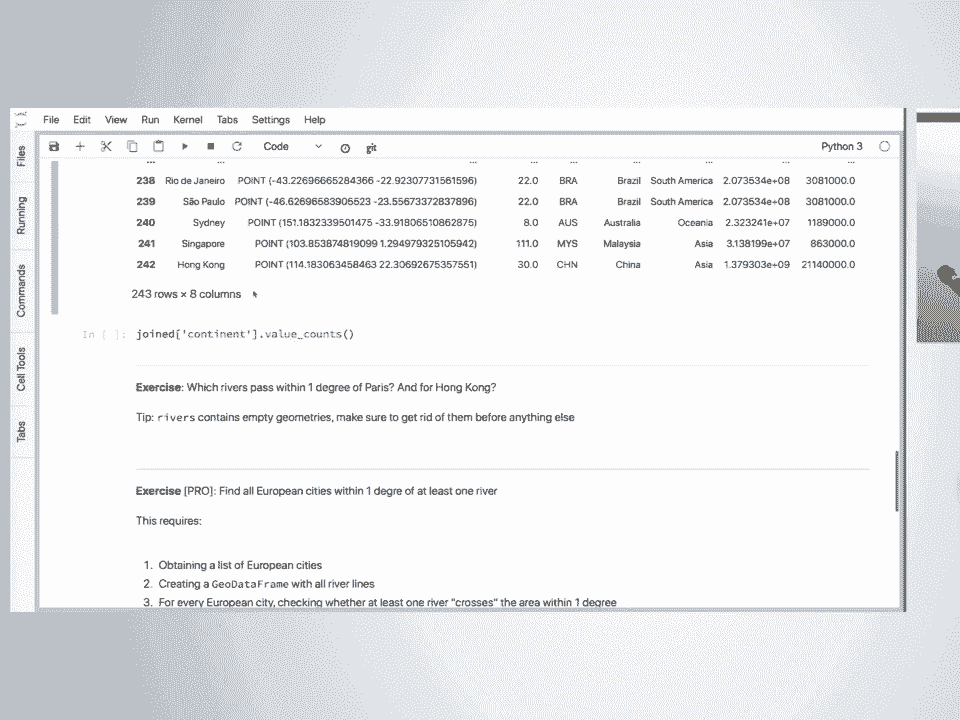 File Edit View Run Kernel Tabs Settings Help
Code Python 3
git
Files
Running
Commands
Cell Tools
Tabs
... ... ... ... ... ... ... ... ...
238 Rio de Janeiro POINT (-43.22696665284366 -22.92307731561596) 22.0 BRA Brazil South America 2.073534e+08 3081000.0
239 São Paulo POINT (-46.62696583905523 -23.55673372837896) 22.0 BRA Brazil South America 2.073534e+08 3081000.0
240 Sydney POINT (151.1832339501475 -33.91806510862875) 8.0 AUS Australia Oceania 2.323241e+07 1189000.0
241 Singapore POINT (103.853874819099 1.294979325105942) 111.0 MYS Malaysia Asia 3.138199e+07 863000.0
242 Hong Kong POINT (114.183063458463 22.30692675357551) 30.0 CHN China Asia 1.379303e+09 21140000.0
243 rows × 8 columns
In [ ]: joined['continent'].value_counts()
Exercise: Which rivers pass within 1 degree of Paris? And for Hong Kong?
Tip: rivers contains empty geometries, make sure to get rid of them before anything else
Exercise [PRO]: Find all European cities within 1 degre of at least one river
This requires:
1. Obtaining a list of European cities
2. Creating a GeoDataFrame with all river lines
3. For every European city, checking whether at least one river "crosses" the area within 1 degree